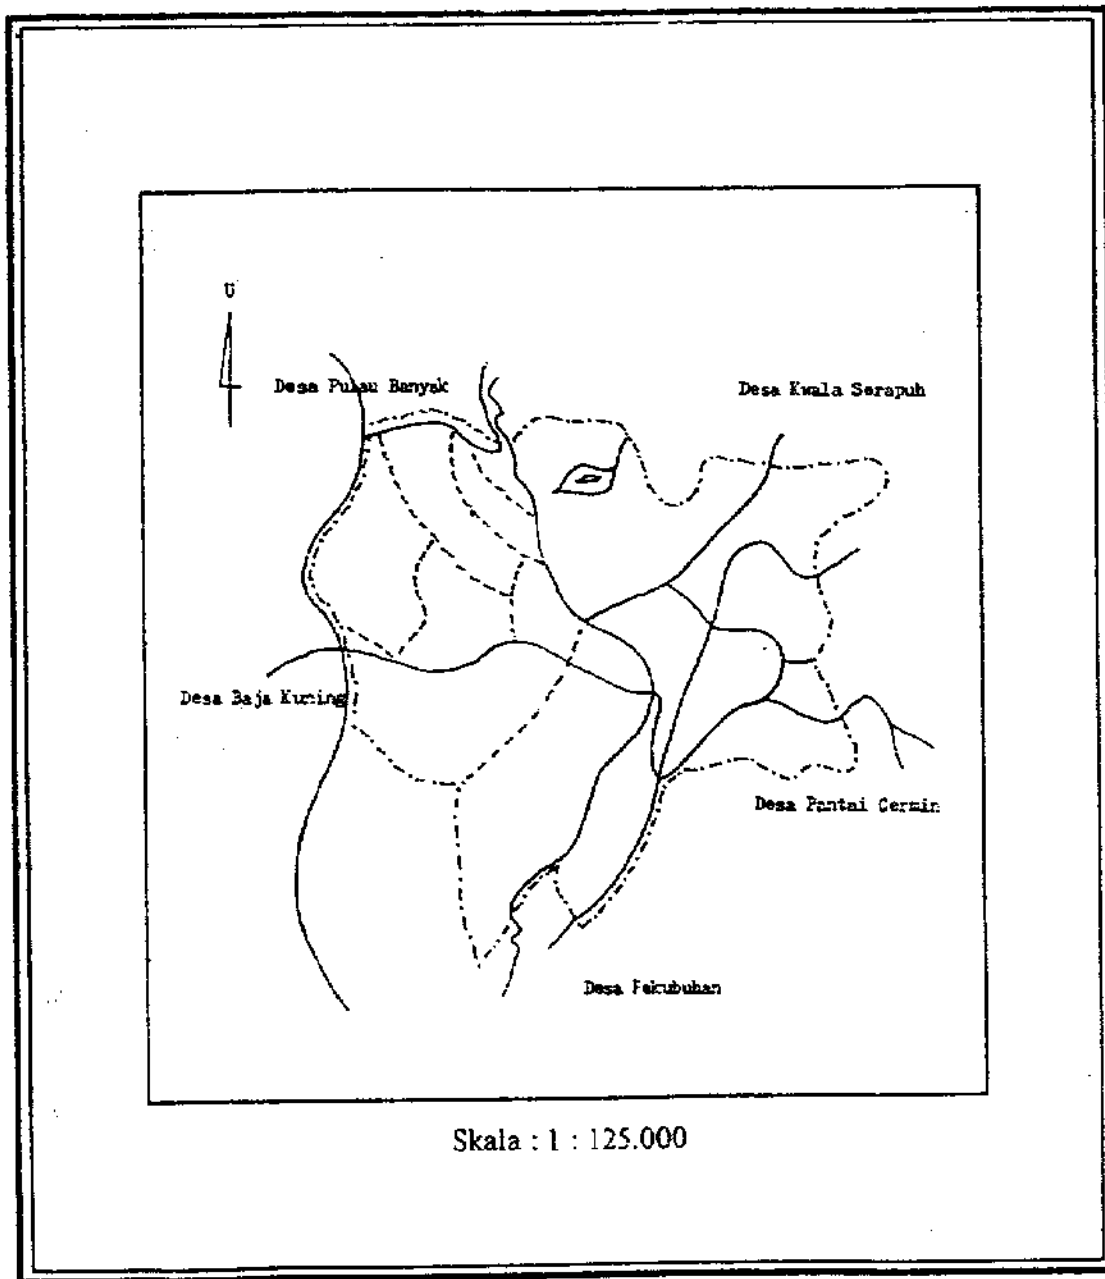 U
Desa Pulau Banyak
Desa Kwala Serapuh
Desa Baja Kuning
Desa Pantai Cermin
Desa Pekubuhan
Skala : 1 : 125.000